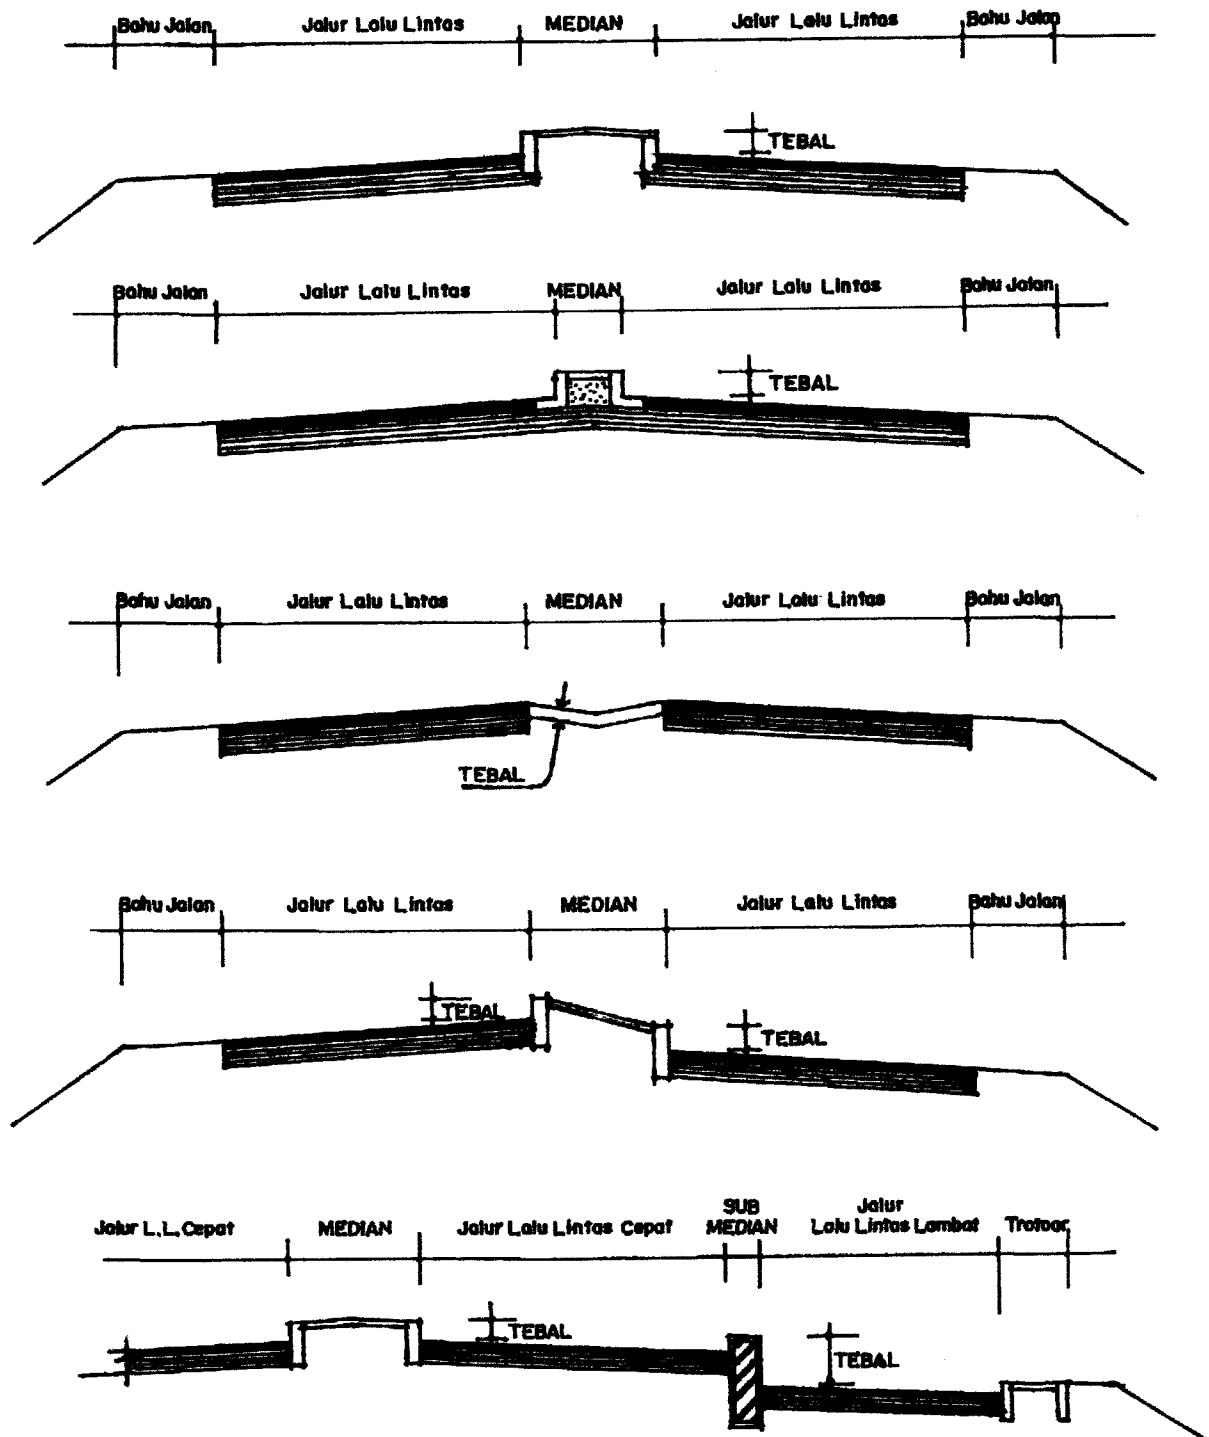 Bahu Jalan Jalur Lalu Lintas MEDIAN Jalur Lalu Lintas Bahu Jalan
TEBAL
Bahu Jalan Jalur Lalu Lintas MEDIAN Jalur Lalu Lintas Bahu Jalan
TEBAL
Bahu Jalan Jalur Lalu Lintas MEDIAN Jalur Lalu Lintas Bahu Jalan
TEBAL
Bahu Jalan Jalur Lalu Lintas MEDIAN Jalur Lalu Lintas Bahu Jalan
TEBAL
TEBAL
SUB Jalur
Jalur L.L. Cepat MEDIAN Jalur Lalu Lintas Cepat MEDIAN Lalu Lintas Lambat Trotoar
TEBAL
TEBAL